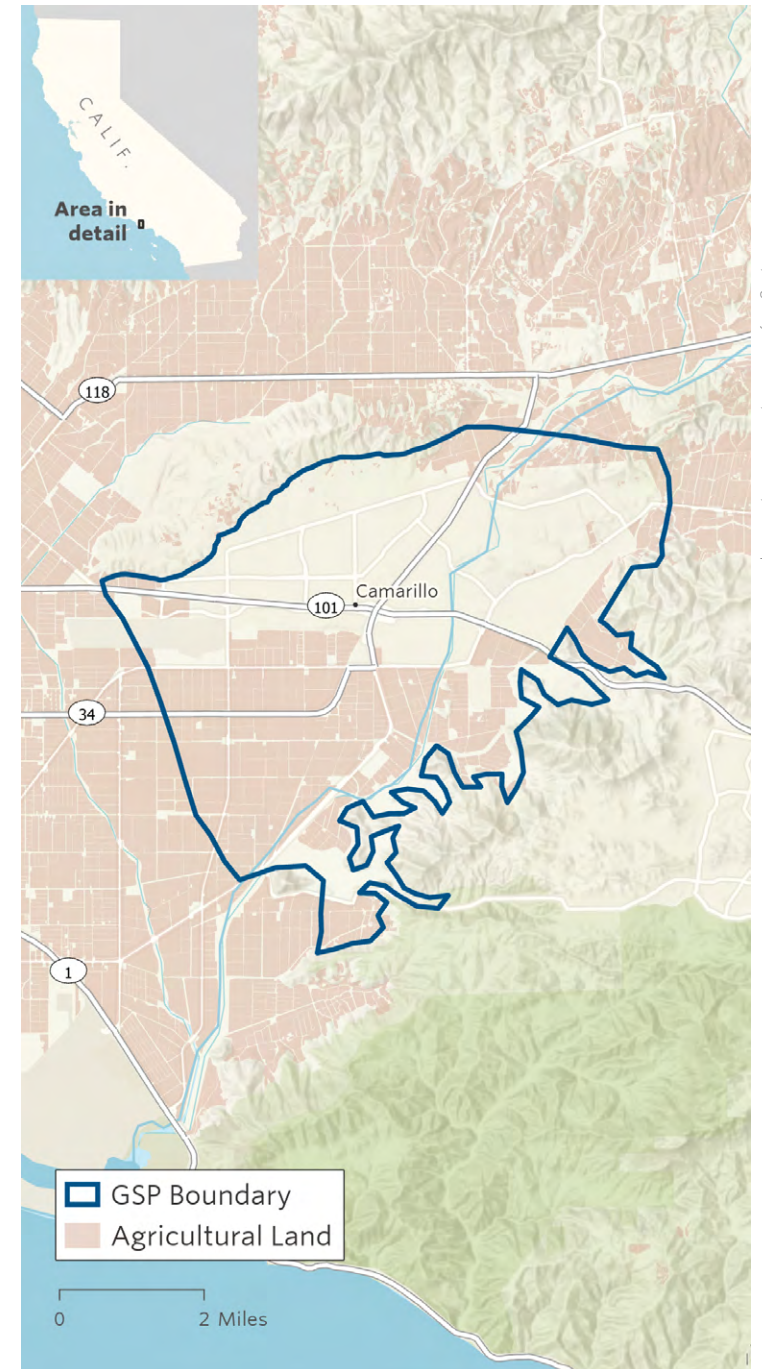 CALIF.
Area in
detail
118
Camarillo
101
34
1
GSP Boundary
Agricultural Land
0 2 Miles